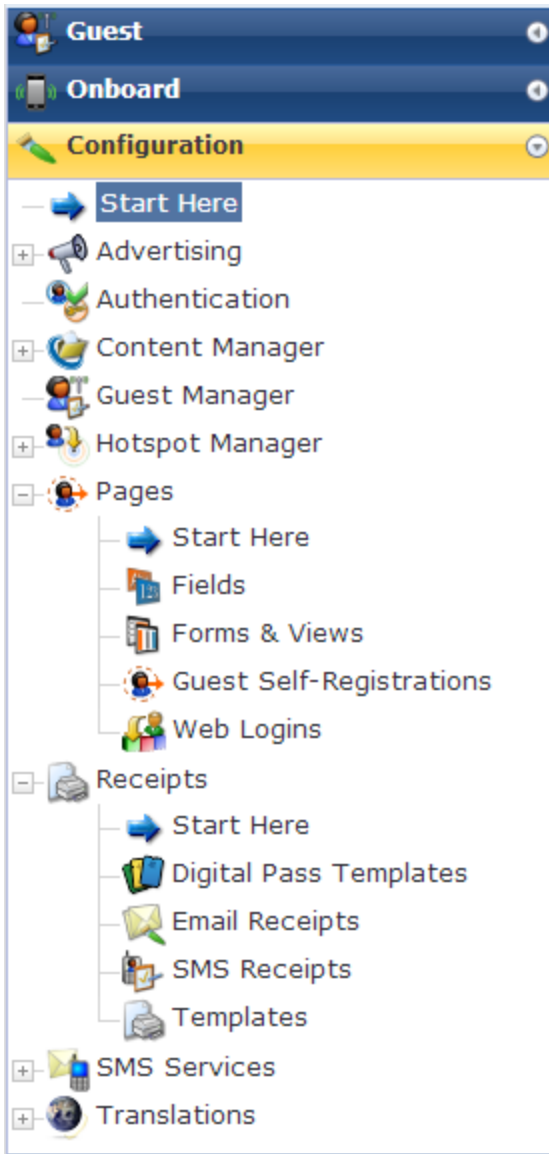 Guest
Onboard
Configuration
Start Here
Advertising
Authentication
Content Manager
Guest Manager
Hotspot Manager
Pages
Start Here
Fields
Forms & Views
Guest Self-Registrations
Web Logins
Receipts
Start Here
Digital Pass Templates
Email Receipts
SMS Receipts
Templates
SMS Services
Translations